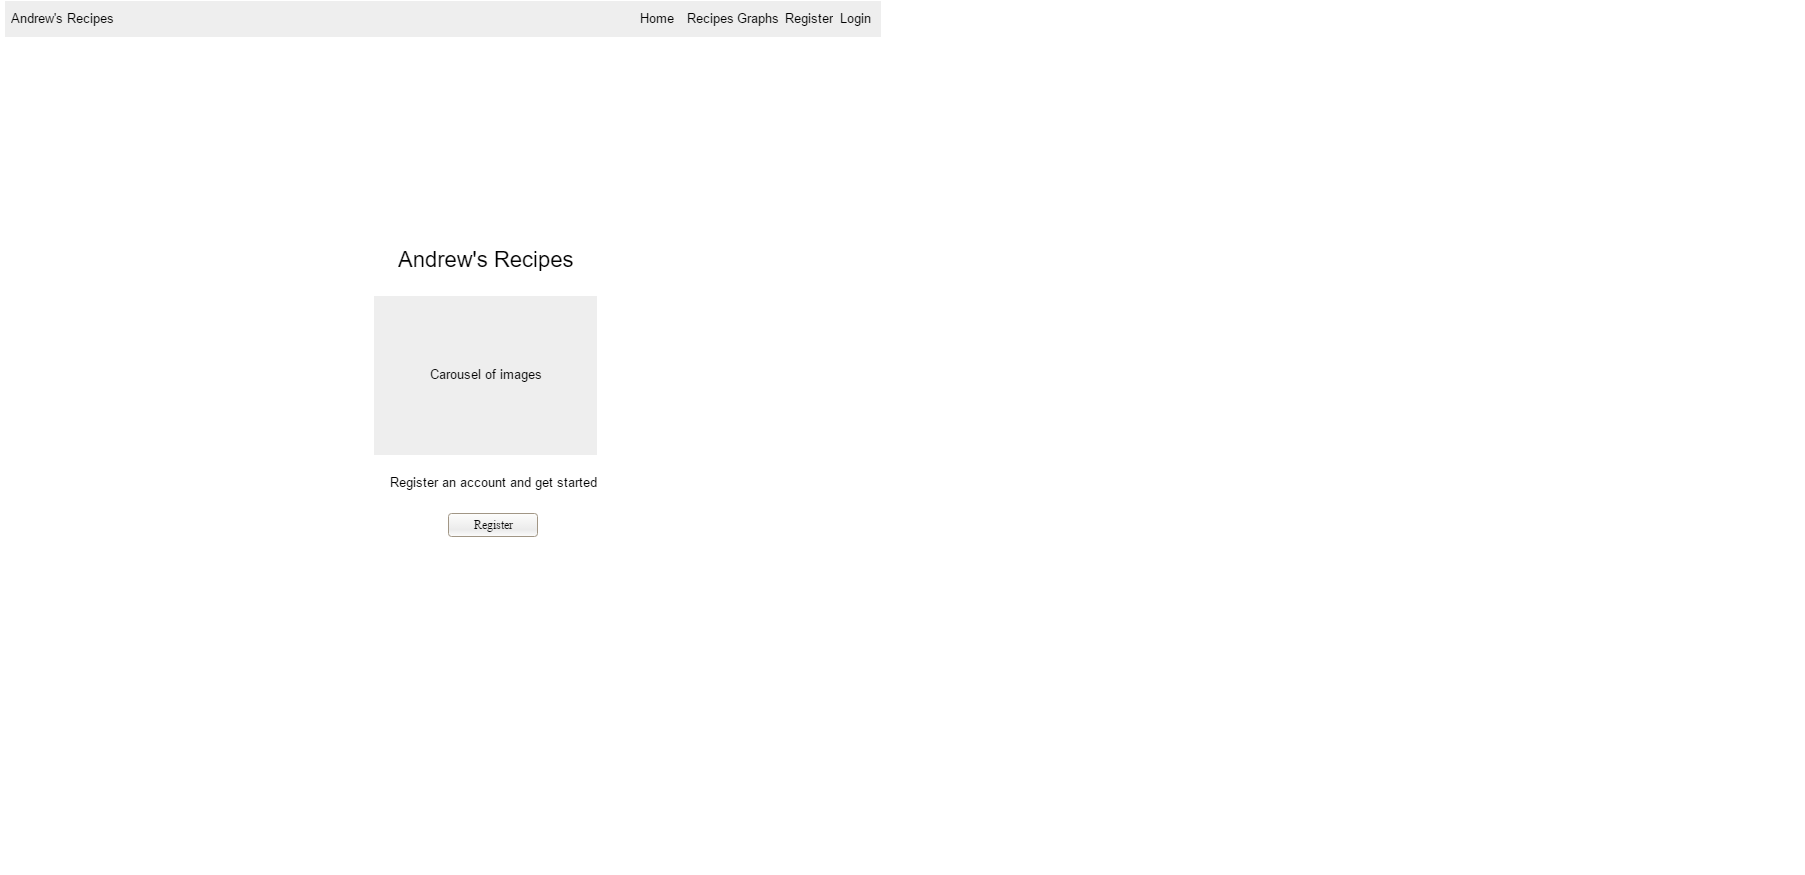 Andrew's Recipes Home Recipes Graphs Register Login
Andrew's Recipes
Carousel of images
Register an account and get started
Register